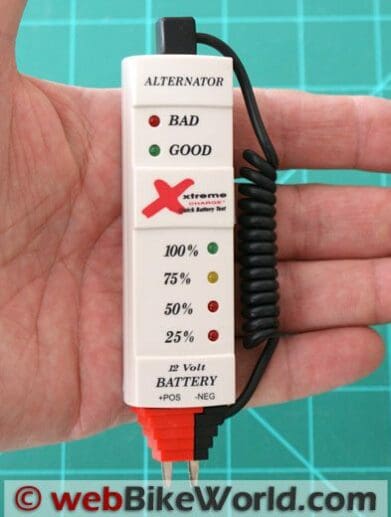 ALTERNATOR
BAD
GOOD
Xtreme
CHARGE
Quick Battery Test
100%
75%
50%
25%
12 Volt
BATTERY
+POS -NEG
© webBikeWorld.com